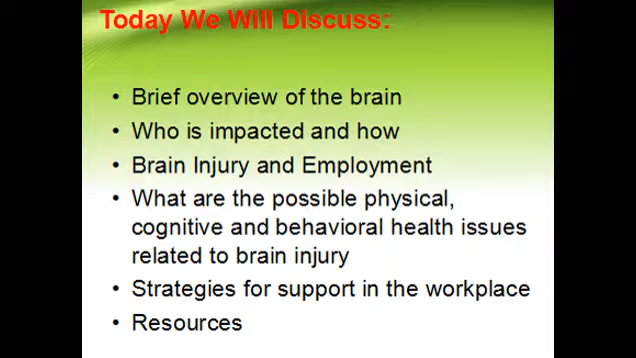 Today We Will Discuss:
• Brief overview of the brain
• Who is impacted and how
• Brain Injury and Employment
• What are the possible physical,
cognitive and behavioral health issues
related to brain injury
• Strategies for support in the workplace
• Resources